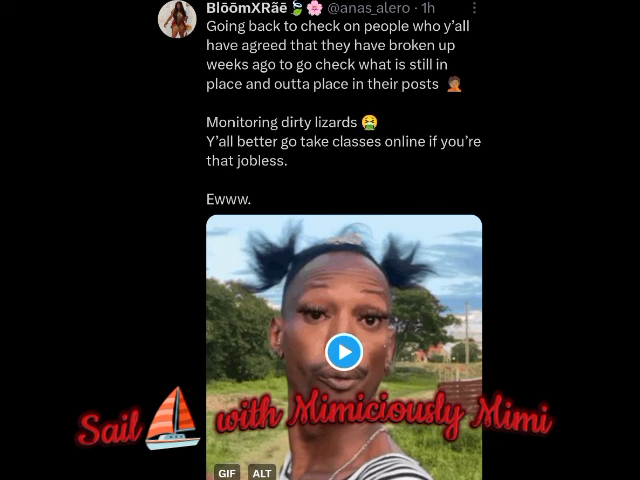 BlōōmXRãē🍃🌸 @anas_alero · 1h
Going back to check on people who y’all
have agreed that they have broken up
weeks ago to go check what is still in
place and outta place in their posts 🤦🏽
Monitoring dirty lizards 🤮
Y’all better go take classes online if you’re
that jobless.
Ewww.
Sail⛵ with Mimiciously Mimi
GIF ALT